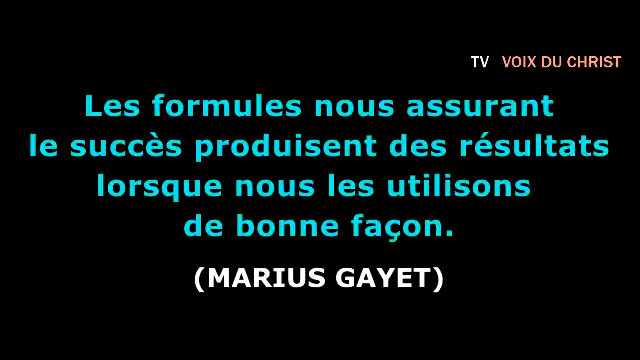 TV VOIX DU CHRIST
Les formules nous assurant
le succès produisent des résultats
lorsque nous les utilisons
de bonne façon.
(MARIUS GAYET)